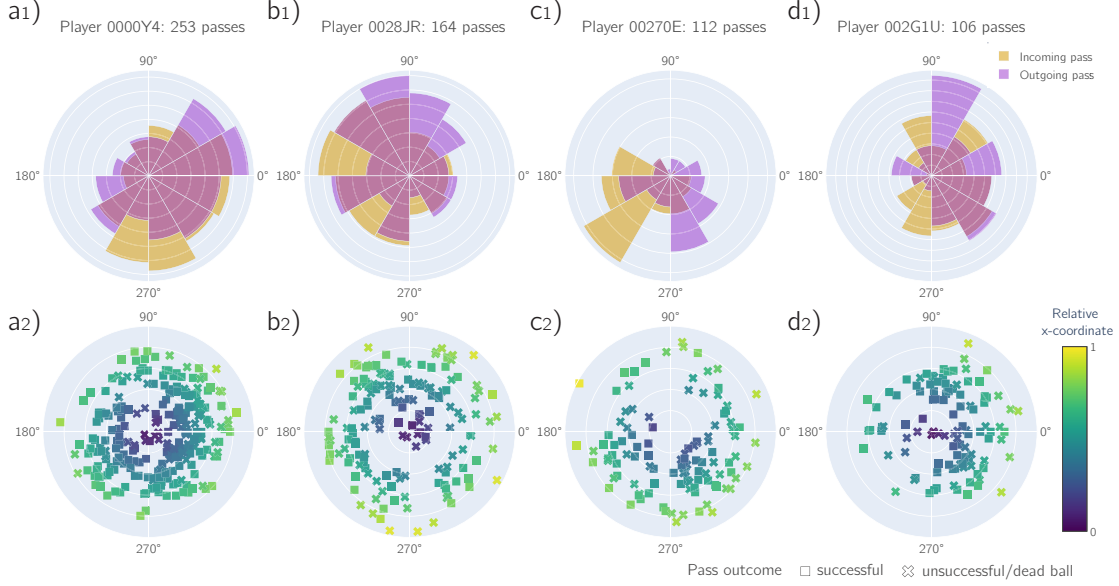 a1) b1) c1) d1)
Player 0000Y4: 253 passes Player 0028JR: 164 passes Player 00270E: 112 passes Player 002G1U: 106 passes
Incoming pass
Outgoing pass
90° 90° 90° 90°
180° 0° 180° 0° 180° 0° 180° 0°
270° 270° 270° 270°
a2) b2) c2) d2)
Relative
x-coordinate
90° 90° 90° 90°
1
180° 0° 180° 0° 180° 0° 180° 0°
0
270° 270° 270° 270°
Pass outcome successful unsuccessful/dead ball